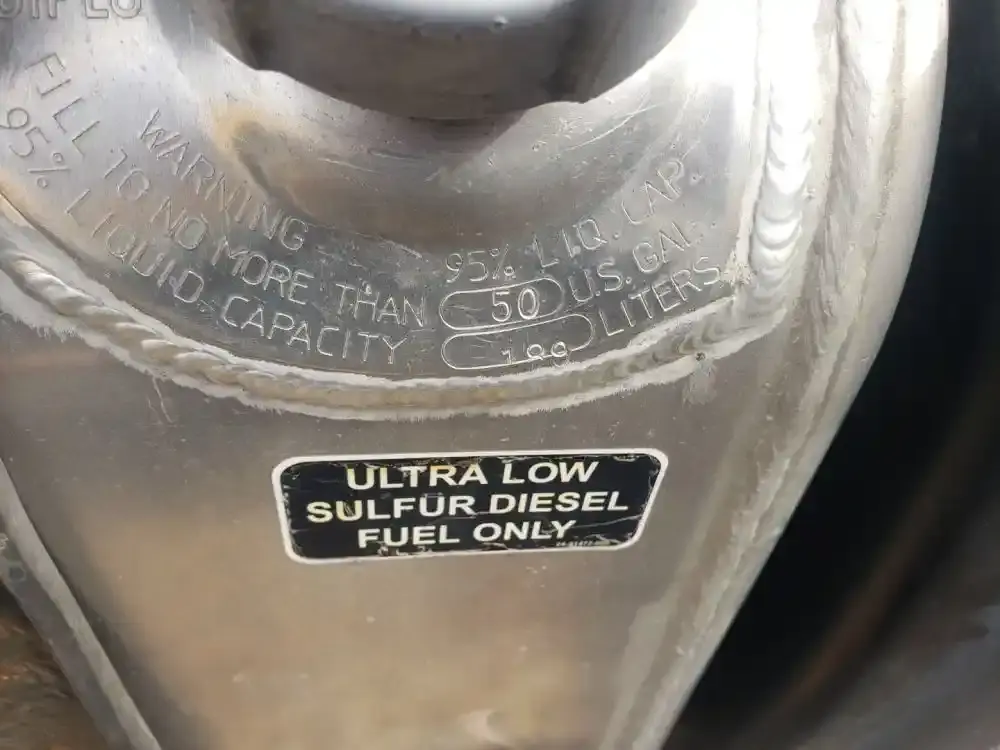 WARNING
FILL TO NO MORE THAN
95% LIQUID CAPACITY
95% LIQ. CAP.
50 U.S. GAL.
LITERS
ULTRA LOW
SULFUR DIESEL
FUEL ONLY